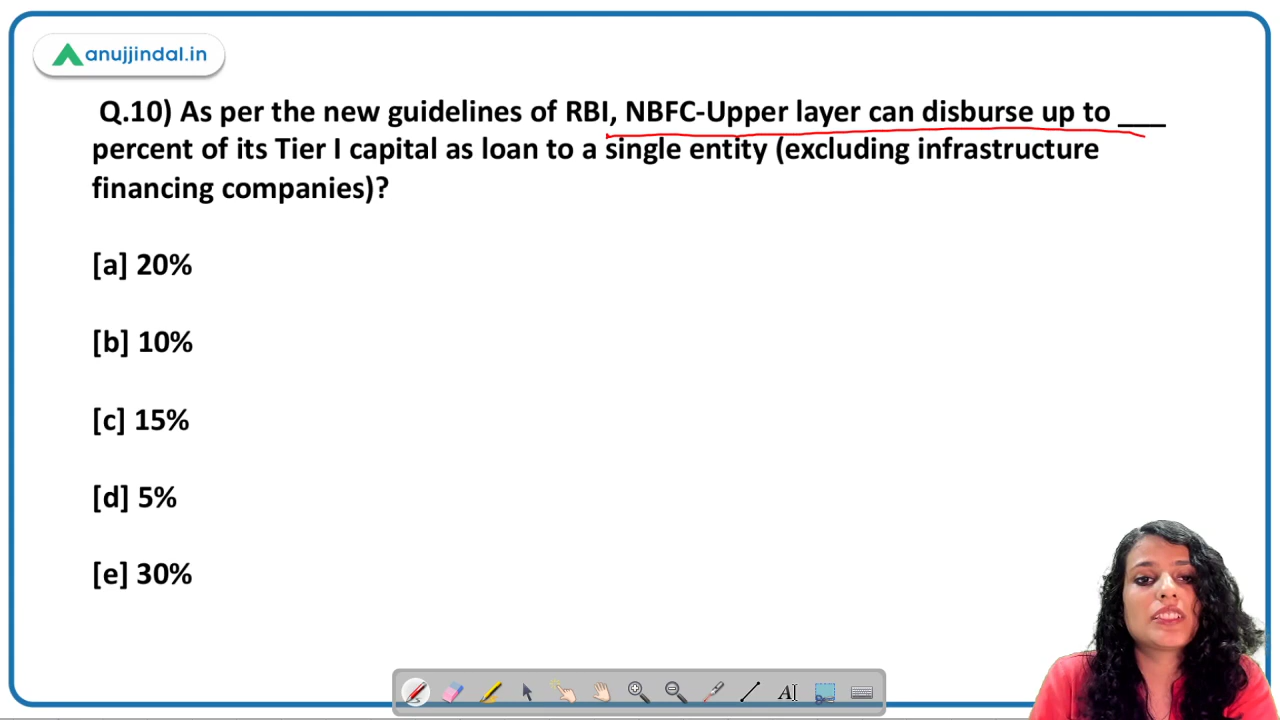 anujjindal.in
Q.10) As per the new guidelines of RBI, NBFC-Upper layer can disburse up to ___
percent of its Tier I capital as loan to a single entity (excluding infrastructure
financing companies)?
[a] 20%
[b] 10%
[c] 15%
[d] 5%
[e] 30%
A